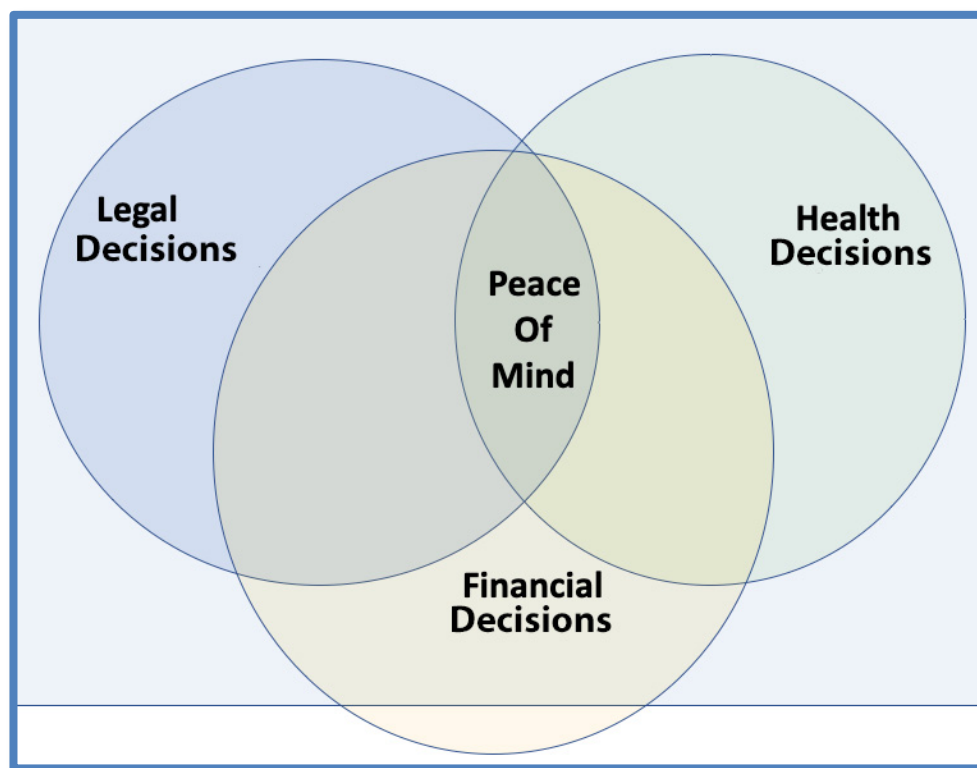 Legal
Decisions
Health
Decisions
Peace
Of
Mind
Financial
Decisions